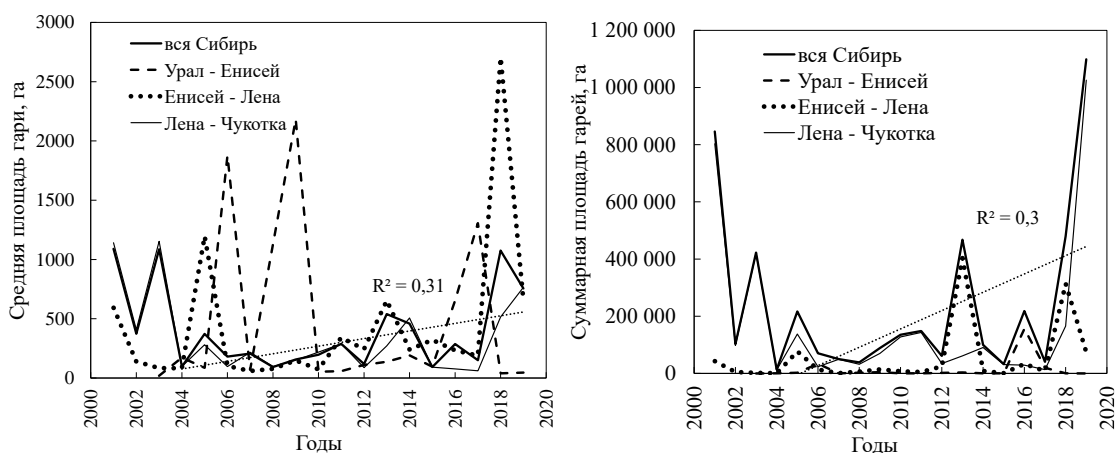 3000
2500
2000
1500
1000
500
0
Средняя площадь гари, га
вся Сибирь
Урал - Енисей
Енисей - Лена
Лена - Чукотка
R² = 0,31
2000
2002
2004
2006
2008
2010
2012
2014
2016
2018
2020
Годы
1 200 000
1 000 000
800 000
600 000
400 000
200 000
0
Суммарная площадь гарей, га
вся Сибирь
Урал - Енисей
Енисей - Лена
Лена - Чукотка
R² = 0,3
2000
2002
2004
2006
2008
2010
2012
2014
2016
2018
2020
Годы